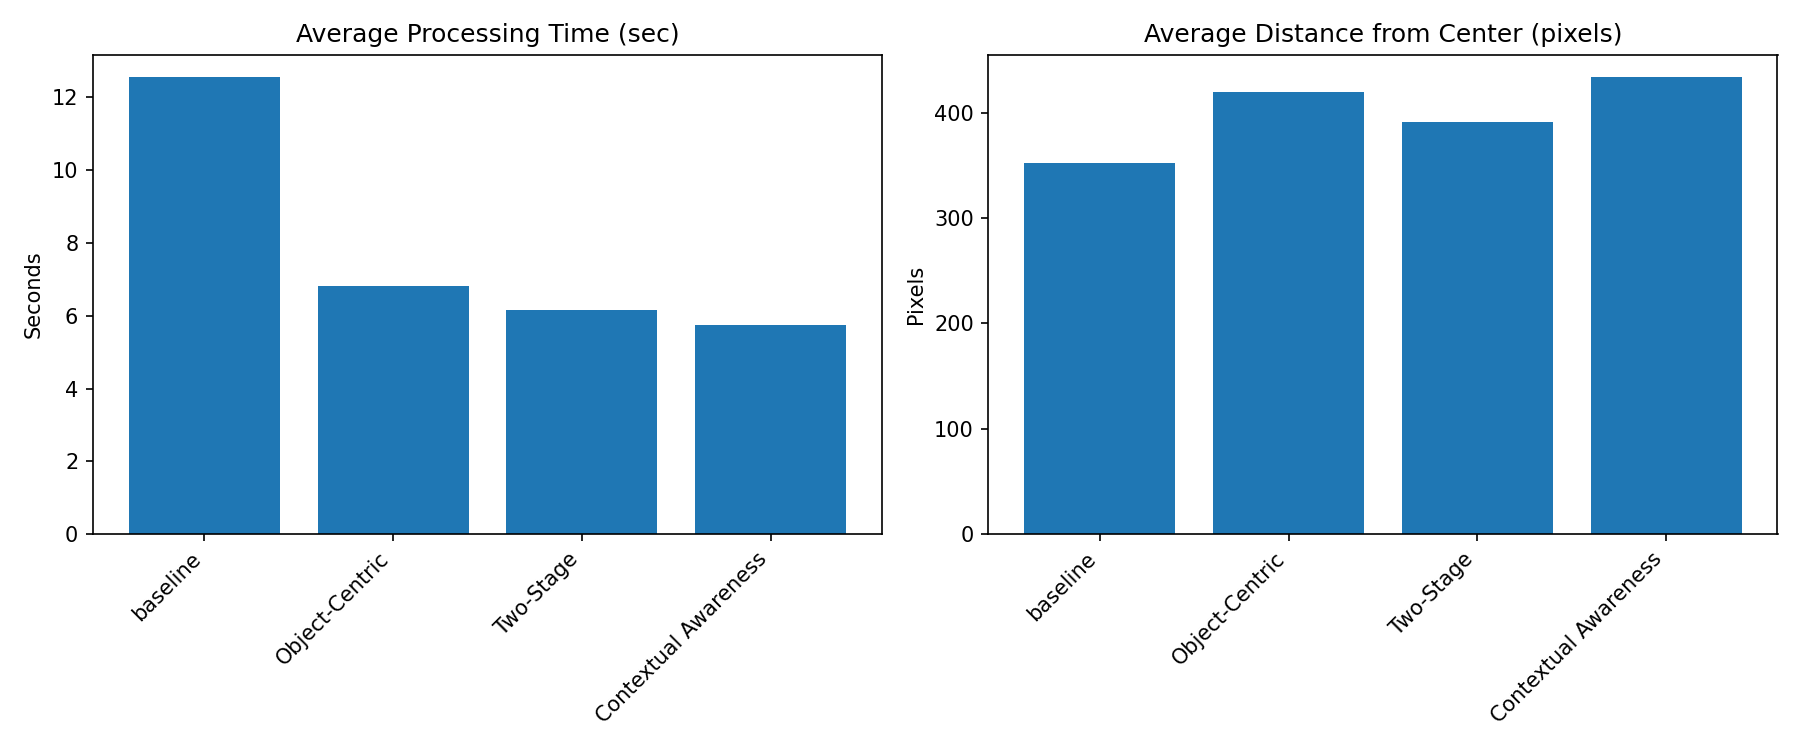 Average Processing Time (sec)
Seconds
12
10
8
6
4
2
0
baseline
Object-Centric
Two-Stage
Contextual Awareness
Average Distance from Center (pixels)
Pixels
400
300
200
100
0
baseline
Object-Centric
Two-Stage
Contextual Awareness